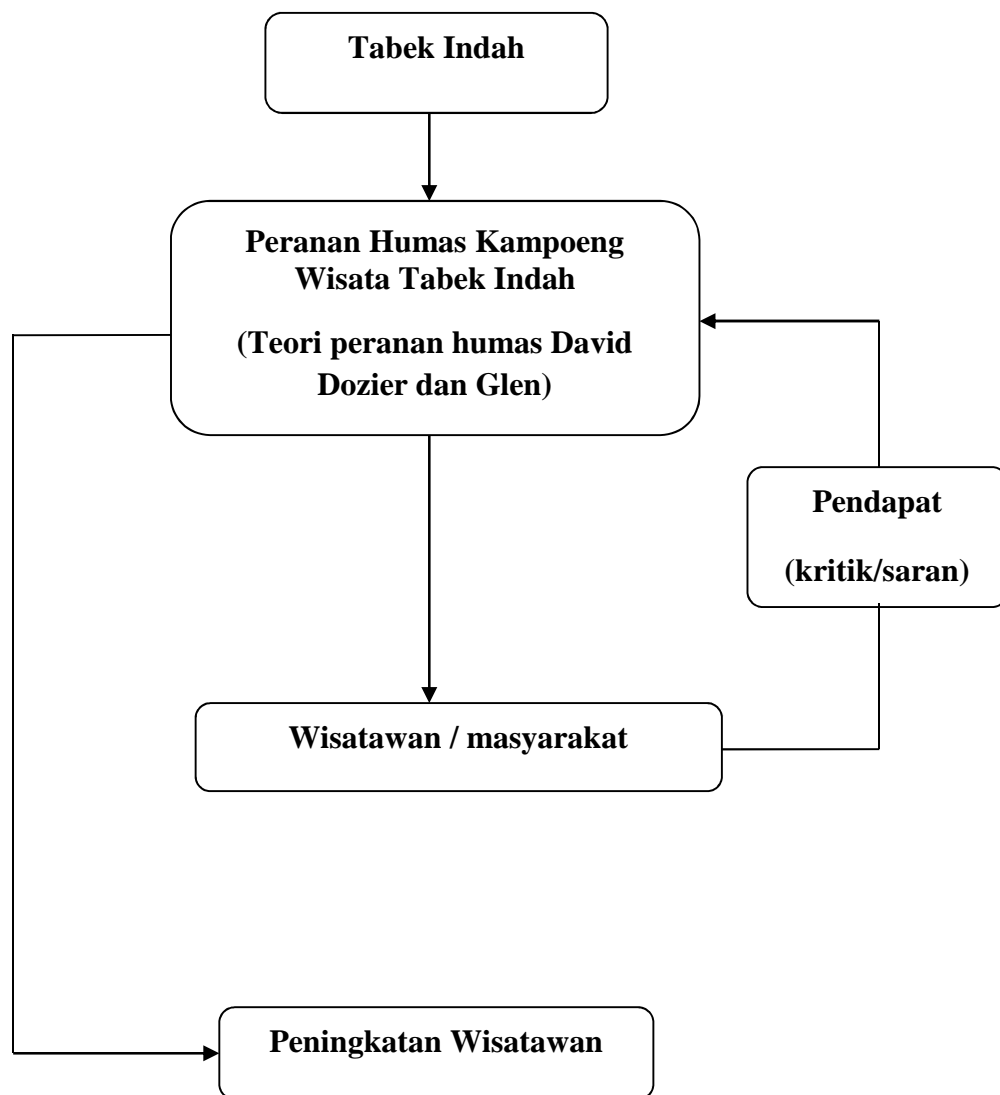 Tabek Indah
Peranan Humas Kampoeng
Wisata Tabek Indah
(Teori peranan humas David
Dozier dan Glen)
Pendapat
(kritik/saran)
Wisatawan / masyarakat
Peningkatan Wisatawan